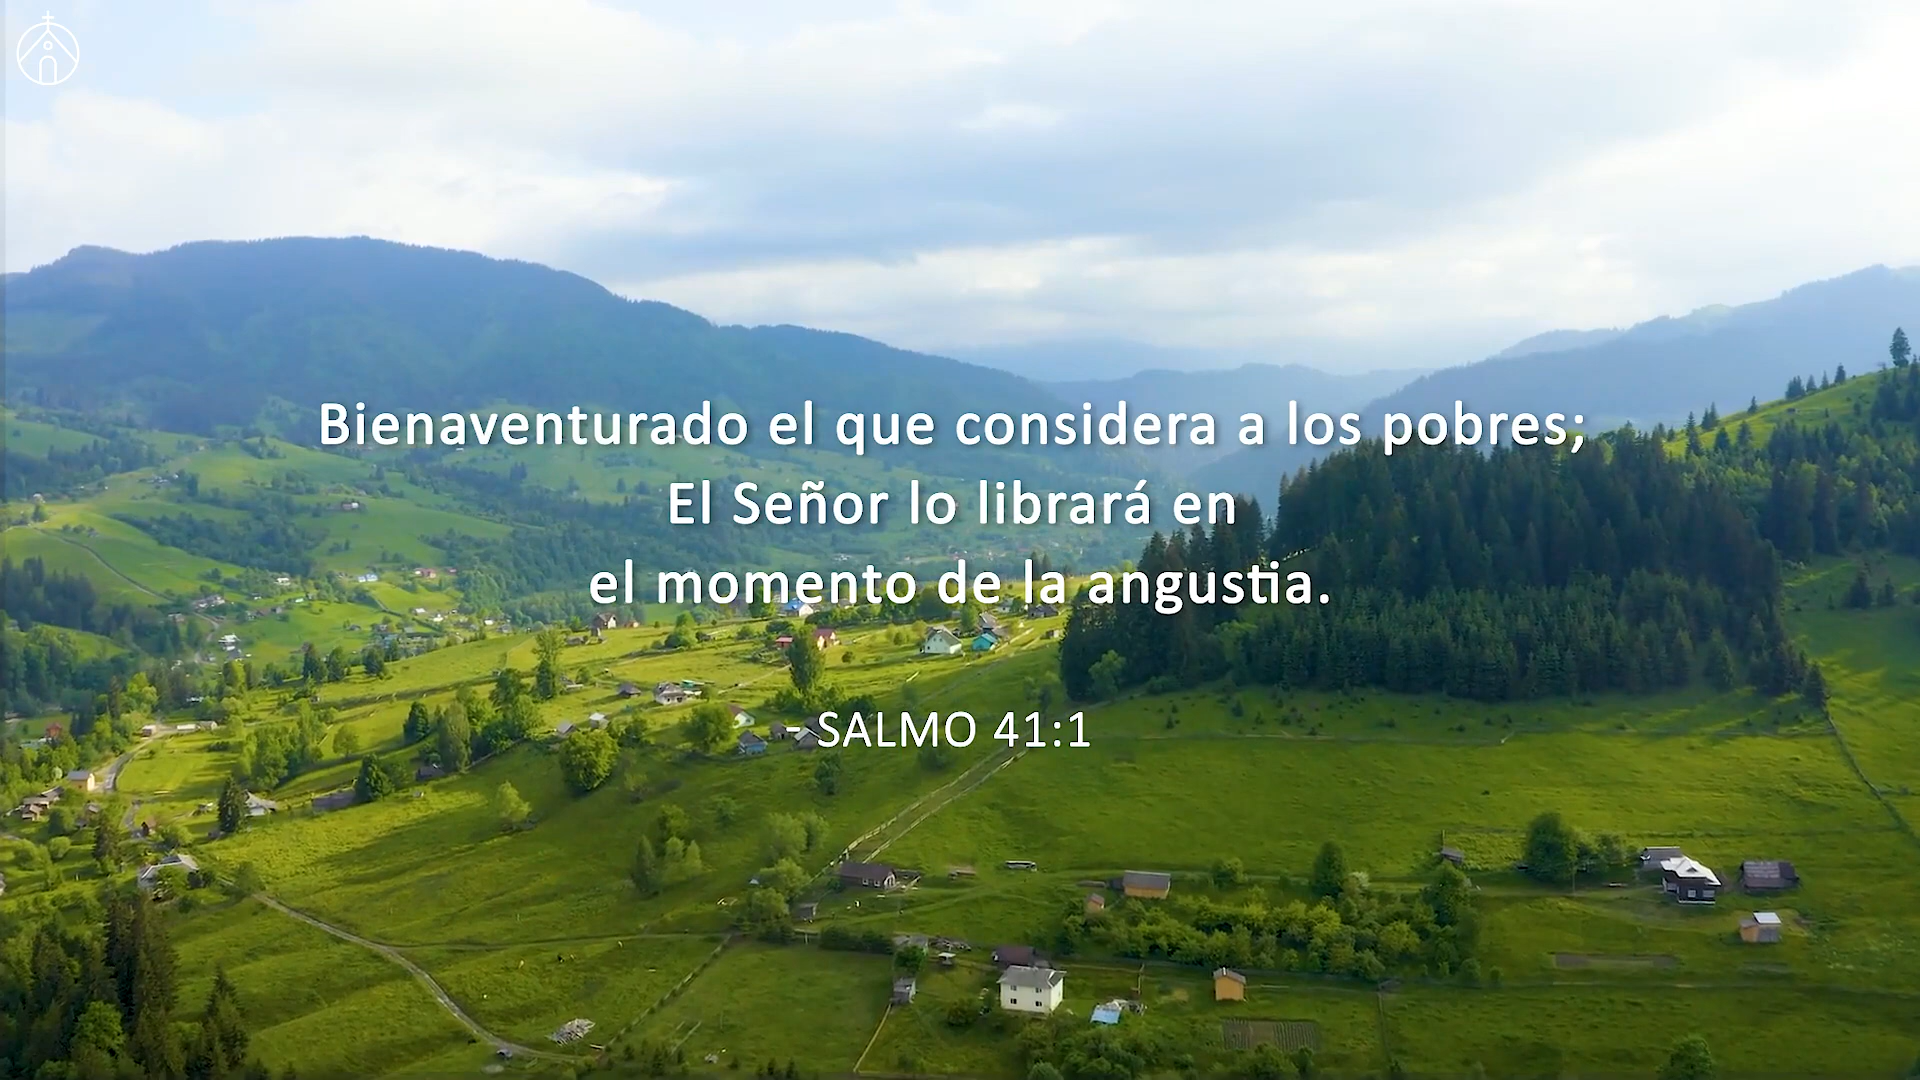 Bienaventurado el que considera a los pobres;
El Señor lo librará en
el momento de la angustia.
- SALMO 41:1